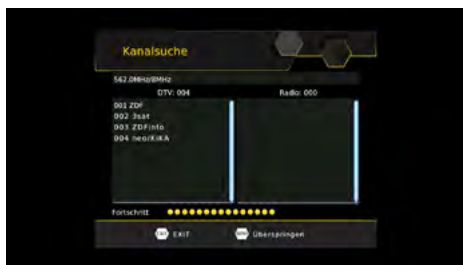 Kanalsuche
562.0MHz/8MHz
DTV: 004 Radio: 000
001 ZDF
002 3sat
003 ZDFinfo
004 neo/KiKA
Fortschritt
EXIT EXIT MENU Überspringen